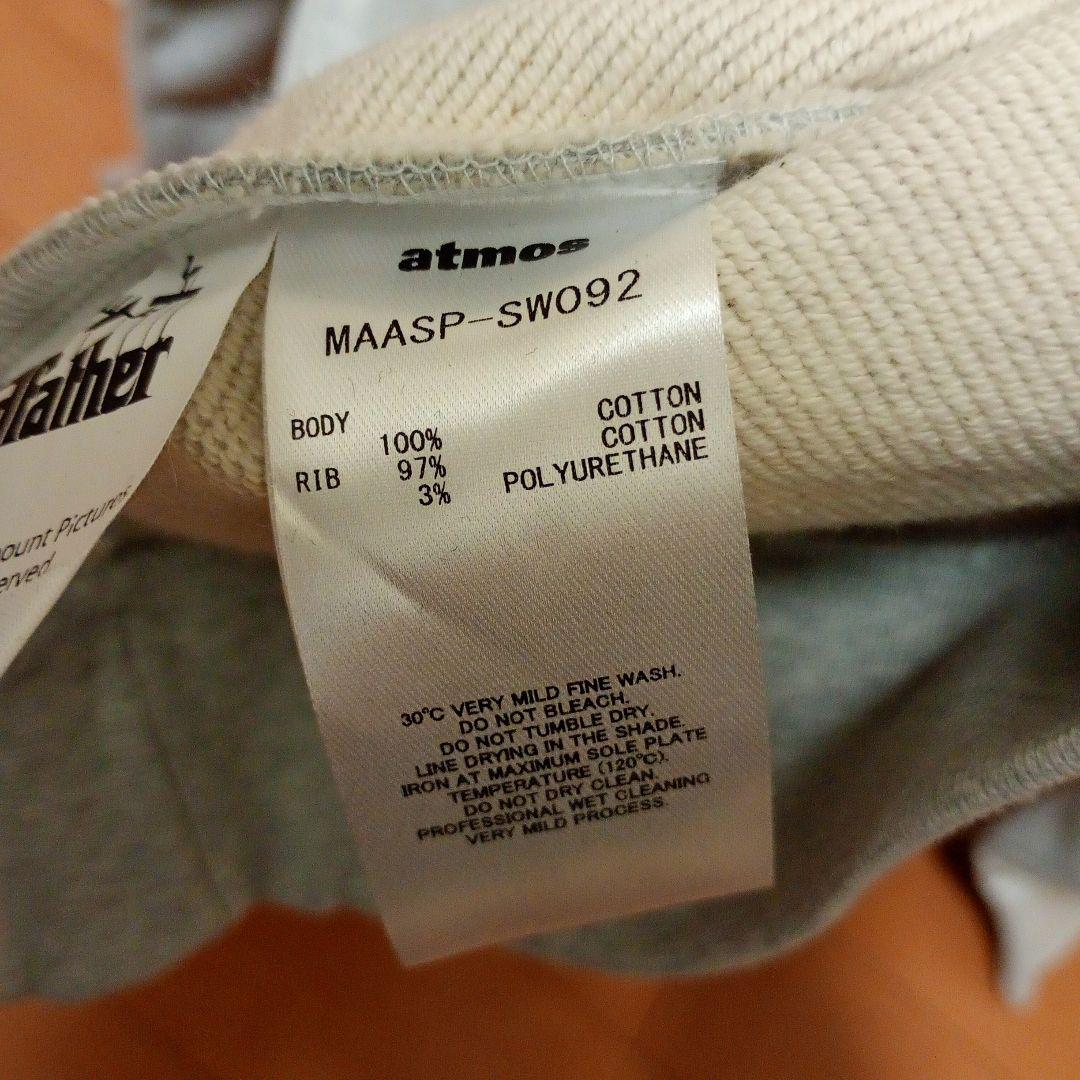 atmos
MAASP-SW092
BODY 100% COTTON
RIB 97% COTTON
3% POLYURETHANE
30℃ VERY MILD FINE WASH.
DO NOT BLEACH.
DO NOT TUMBLE DRY.
LINE DRYING IN THE SHADE.
IRON AT MAXIMUM SOLE PLATE
TEMPERATURE (120℃).
DO NOT DRY CLEAN.
PROFESSIONAL WET CLEANING
VERY MILD PROCESS.
father
ount Pictures
erved